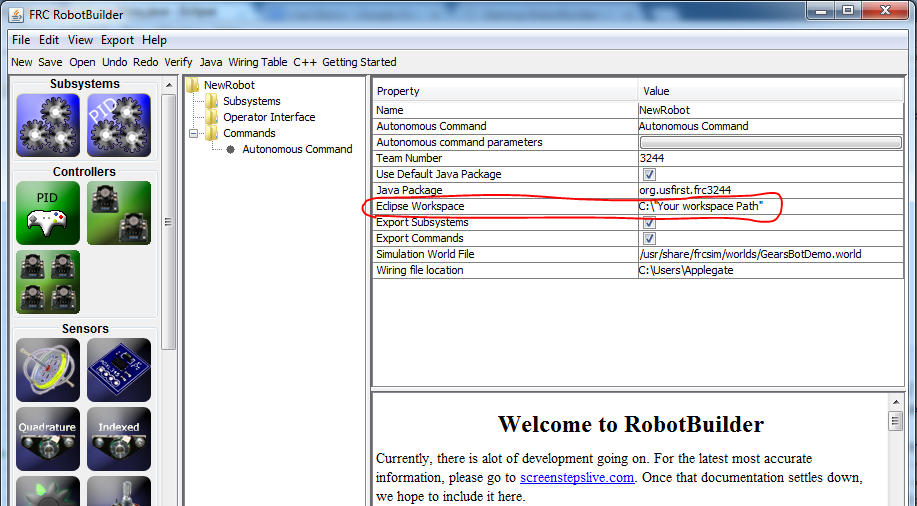 FRC RobotBuilder
File Edit View Export Help
New Save Open Undo Redo Verify Java Wiring Table C++ Getting Started
Subsystems
PID
Controllers
PID
Sensors
Quadrature Indexed
NewRobot
Subsystems
Operator Interface
Commands
Autonomous Command
Property Value
Name NewRobot
Autonomous Command Autonomous Command
Autonomous command parameters
Team Number 3244
Use Default Java Package
Java Package org.usfirst.frc3244
Eclipse Workspace C:\"Your workspace Path"
Export Subsystems
Export Commands
Simulation World File /usr/share/frcsim/worlds/GearsBotDemo.world
Wiring file location C:\Users\Applegate
Welcome to RobotBuilder
Currently, there is alot of development going on. For the latest most accurate
information, please go to screenstepslive.com. Once that documentation settles down,
we hope to include it here.